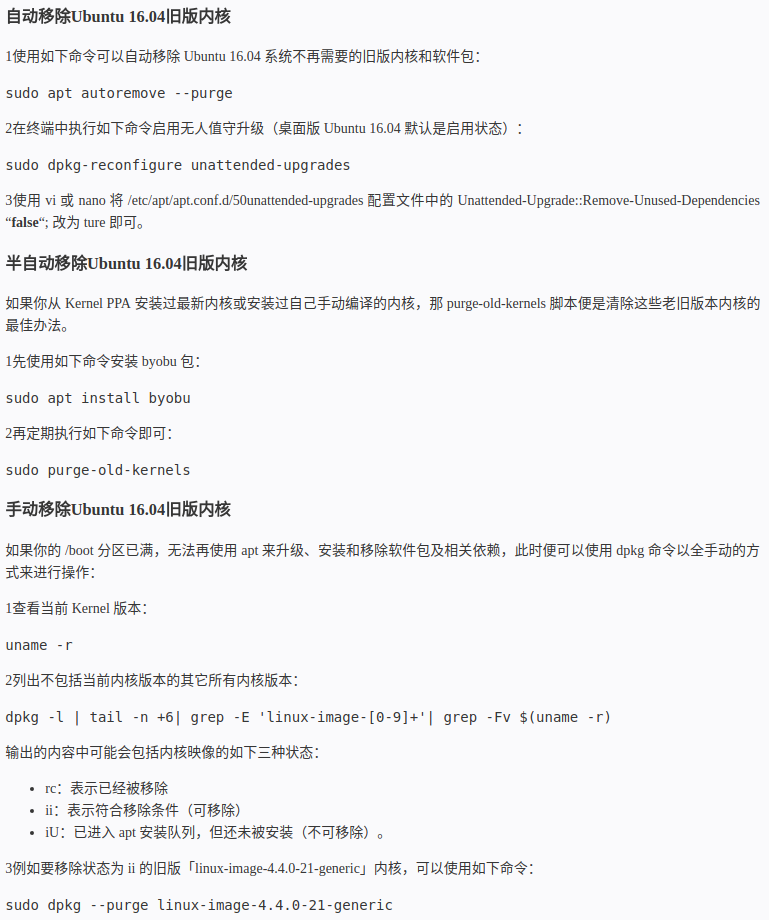 自动移除Ubuntu 16.04旧版内核
1使用如下命令可以自动移除 Ubuntu 16.04 系统不再需要的旧版内核和软件包：
sudo apt autoremove --purge
2在终端中执行如下命令启用无人值守升级（桌面版 Ubuntu 16.04 默认是启用状态）：
sudo dpkg-reconfigure unattended-upgrades
3使用 vi 或 nano 将 /etc/apt/apt.conf.d/50unattended-upgrades 配置文件中的 Unattended-Upgrade::Remove-Unused-Dependencies
“false“; 改为 ture 即可。
半自动移除Ubuntu 16.04旧版内核
如果你从 Kernel PPA 安装过最新内核或安装过自己手动编译的内核，那 purge-old-kernels 脚本便是清除这些老旧版本内核的
最佳办法。
1先使用如下命令安装 byobu 包：
sudo apt install byobu
2再定期执行如下命令即可：
sudo purge-old-kernels
手动移除Ubuntu 16.04旧版内核
如果你的 /boot 分区已满，无法再使用 apt 来升级、安装和移除软件包及相关依赖，此时便可以使用 dpkg 命令以全手动的方
式来进行操作：
1查看当前 Kernel 版本：
uname -r
2列出不包括当前内核版本的其它所有内核版本：
dpkg -l | tail -n +6| grep -E 'linux-image-[0-9]+'| grep -Fv $(uname -r)
输出的内容中可能会包括内核映像的如下三种状态：
• rc：表示已经被移除
• ii：表示符合移除条件（可移除）
• iU：已进入 apt 安装队列，但还未被安装（不可移除）。
3例如要移除状态为 ii 的旧版「linux-image-4.4.0-21-generic」内核，可以使用如下命令：
sudo dpkg --purge linux-image-4.4.0-21-generic